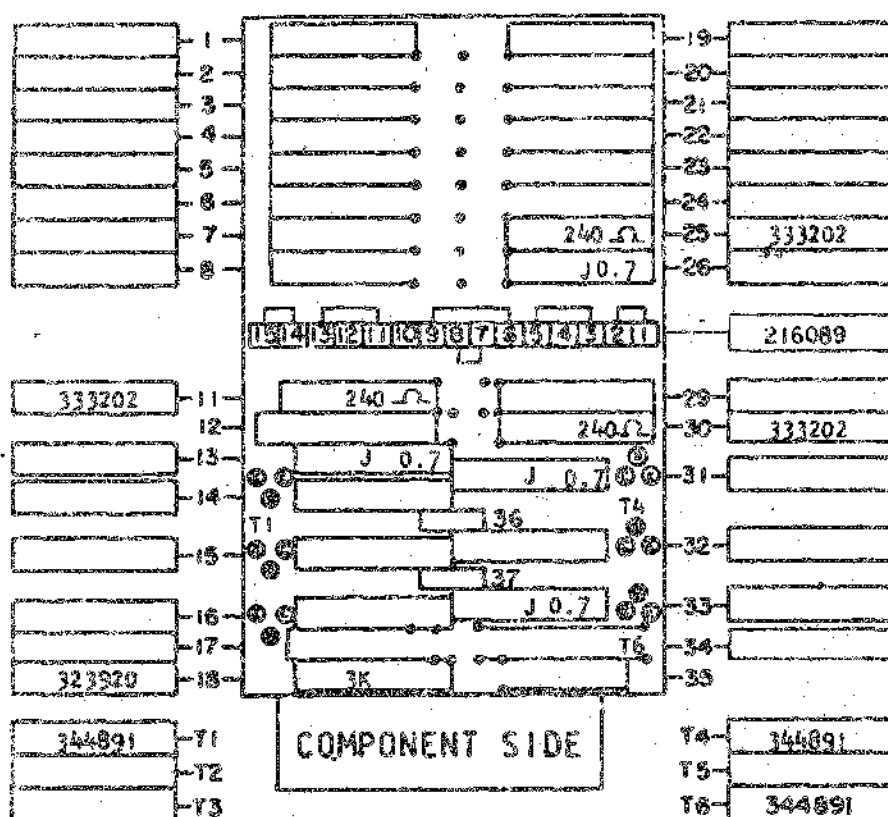 1 19
2 20
3 21
4 22
5 23
6 24
7 240 Ω 25 333202
8 J 0.7 26
15 14 13 12 11 10 9 8 7 6 5 4 3 2 1 216089
333202 11 240 Ω 29
12 240 Ω 30 333202
13 J 0.7
J 0.7 31
14
T1 36 T4
15 32
37
16 J 0.7 33
17 T6 34
323920 18 3K 35
344891 T1 COMPONENT SIDE T4 344891
T2 T5
T3 T6 344891